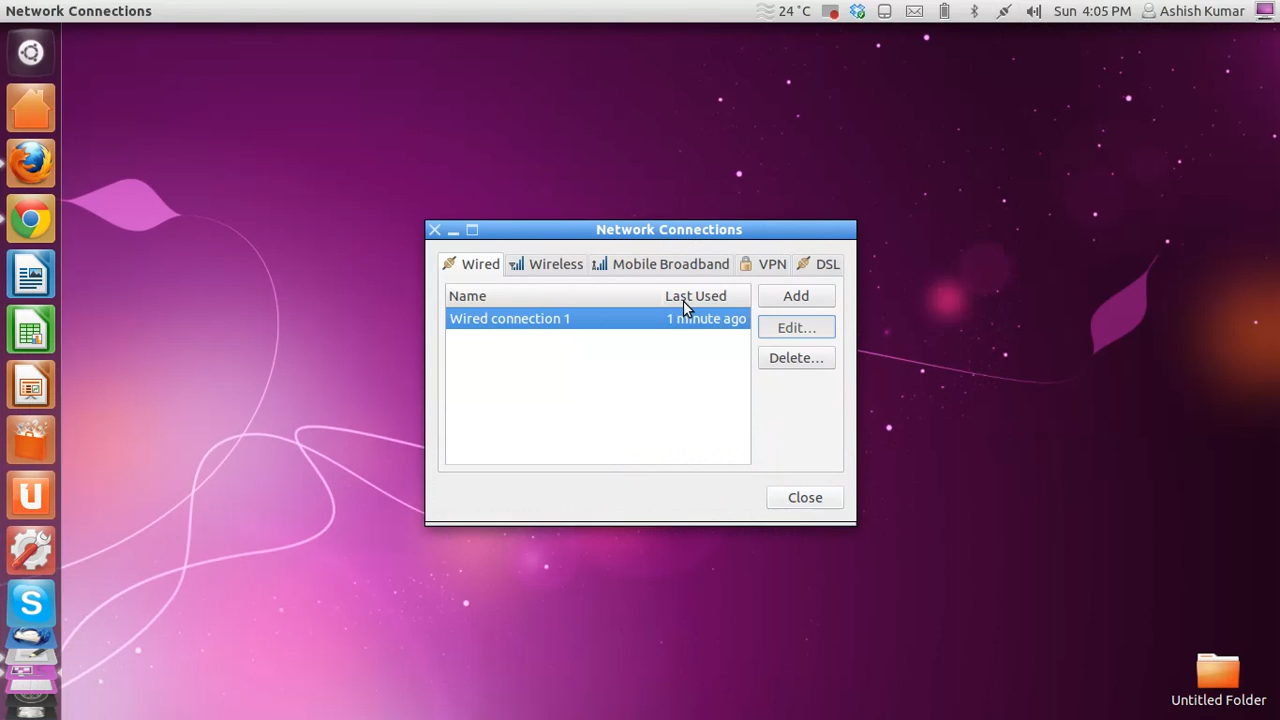 Network Connections
24 °C
Sun 4:05 PM
Ashish Kumar
Network Connections
Wired
Wireless
Mobile Broadband
VPN
DSL
Name
Last Used
Wired connection 1
1 minute ago
Add
Edit...
Delete...
Close
Untitled Folder